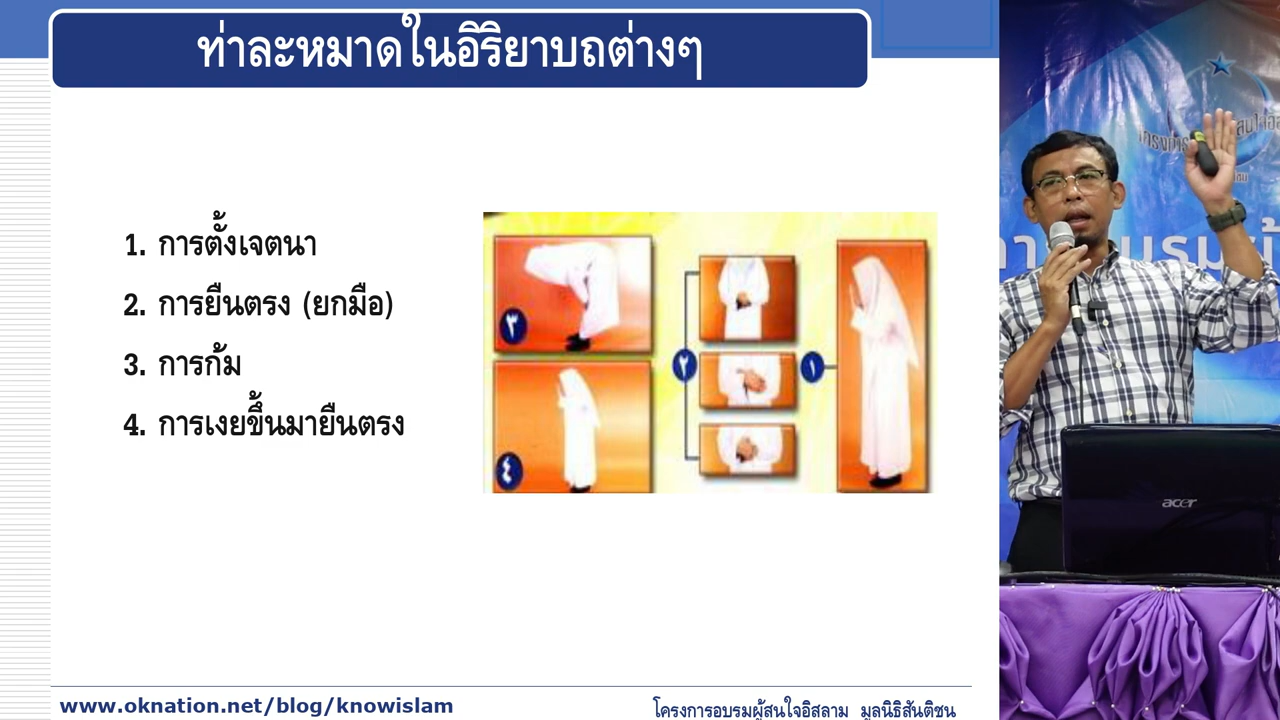 ท่าละหมาดในอิริยาบถต่างๆ
1. การตั้งเจตนา
2. การยืนตรง (ยกมือ)
3. การก้ม
4. การเงยขึ้นมายืนตรง
٣
٤
٢
١
acer
www.oknation.net/blog/knowislam
โครงการอบรมผู้สนใจอิสลาม มูลนิธิสันติชน